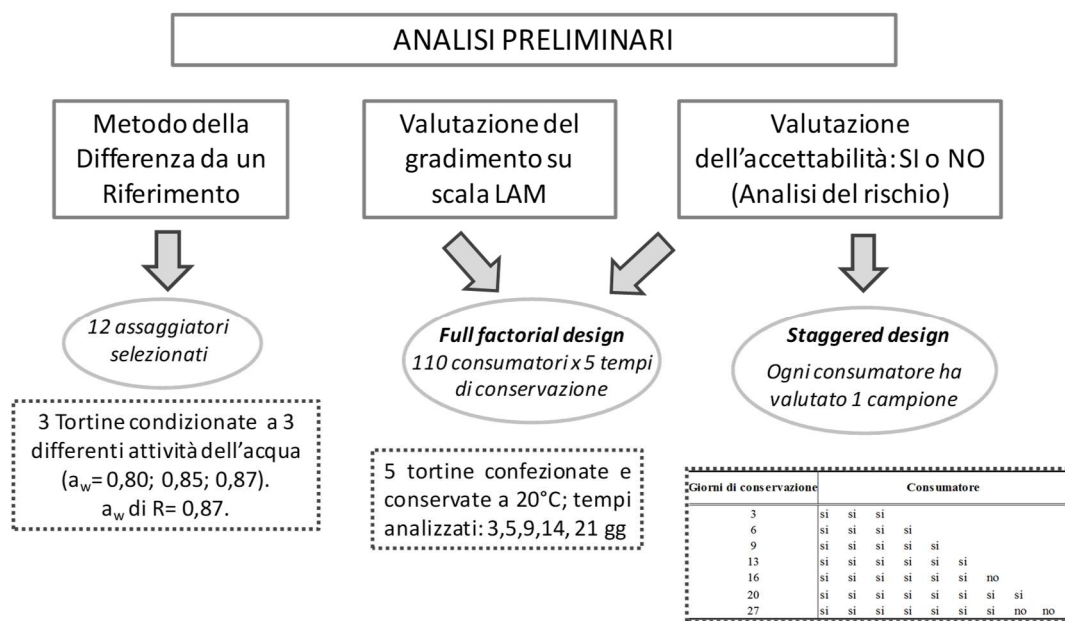 ANALISI PRELIMINARI
Metodo della
Differenza da un
Riferimento
Valutazione del
gradimento su
scala LAM
Valutazione
dell’accettabilità: SI o NO
(Analisi del rischio)
12 assaggiatori
selezionati
Full factorial design
110 consumatori x 5 tempi
di conservazione
Staggered design
Ogni consumatore ha
valutato 1 campione
3 Tortine condizionate a 3
differenti attività dell’acqua
(aw= 0,80; 0,85; 0,87).
aw di R= 0,87.
5 tortine confezionate e
conservate a 20°C; tempi
analizzati: 3,5,9,14, 21 gg
Giorni di conservazione Consumatore
3 si si si
6 si si si si
9 si si si si si
13 si si si si si si
16 si si si si si si no
20 si si si si si si si si
27 si si si si si si si no no